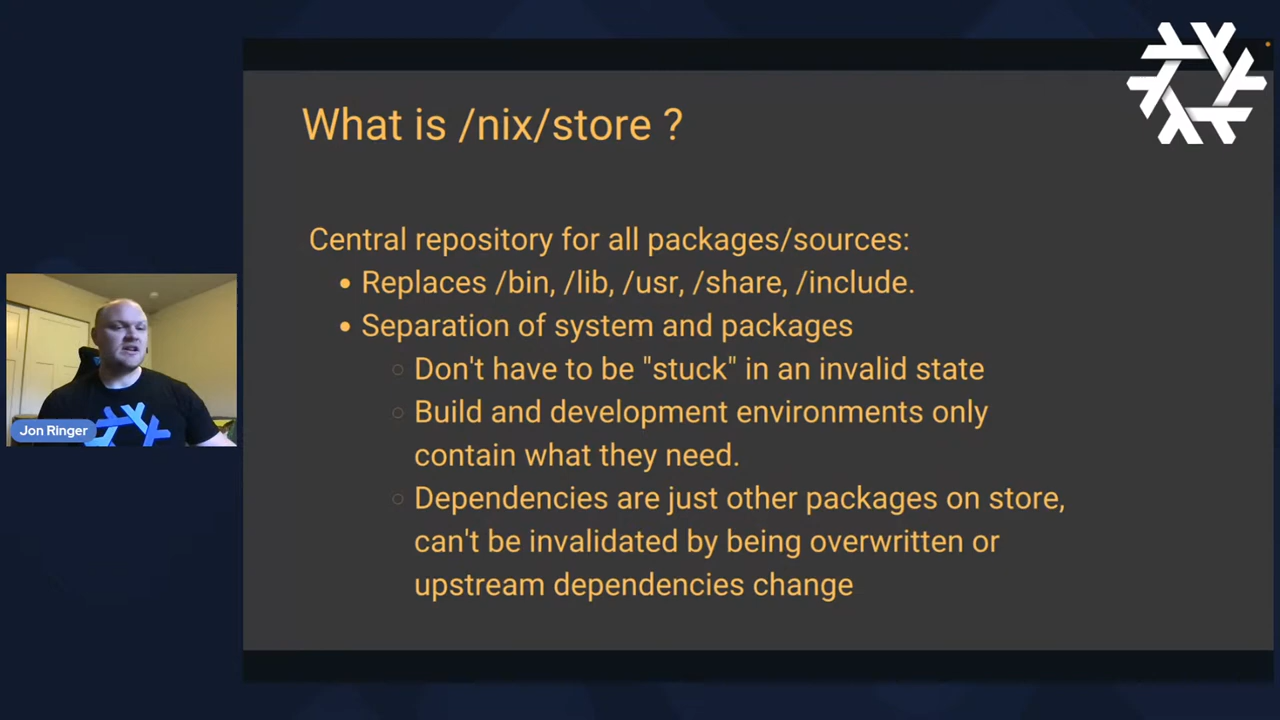 What is /nix/store ?
Central repository for all packages/sources:
• Replaces /bin, /lib, /usr, /share, /include.
• Separation of system and packages
○ Don't have to be "stuck" in an invalid state
○ Build and development environments only
contain what they need.
○ Dependencies are just other packages on store,
can't be invalidated by being overwritten or
upstream dependencies change
Jon Ringer